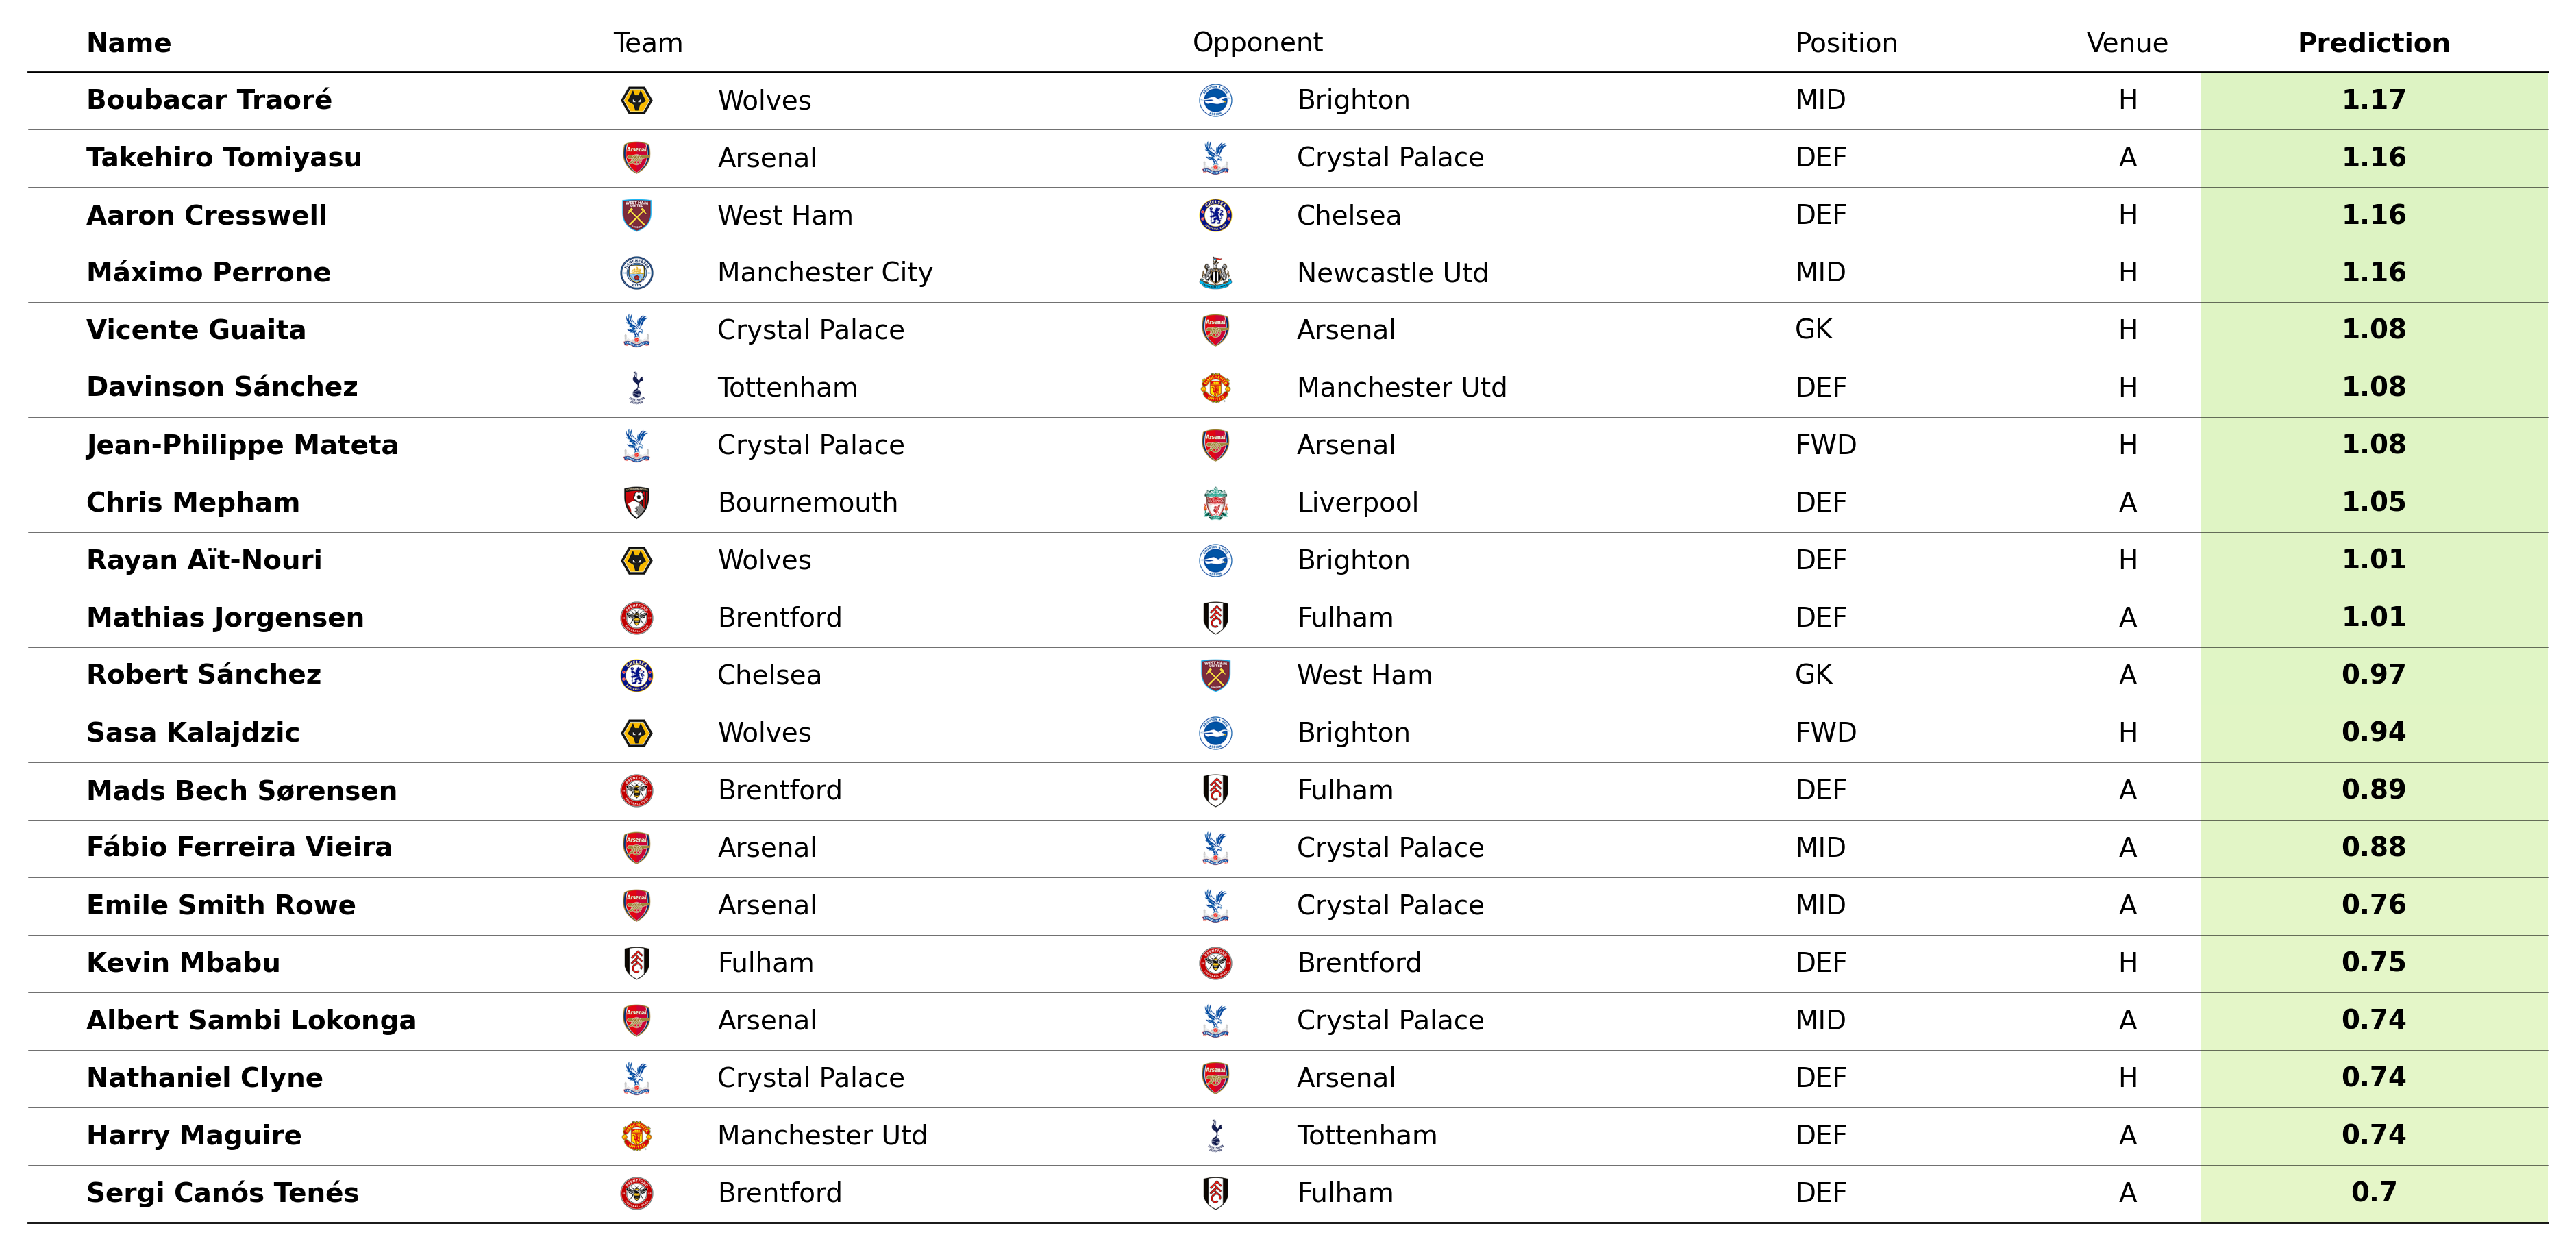 Name Team Opponent Position Venue Prediction
Boubacar Traoré Wolves Brighton MID H 1.17
Takehiro Tomiyasu Arsenal Crystal Palace DEF A 1.16
Aaron Cresswell West Ham Chelsea DEF H 1.16
Máximo Perrone Manchester City Newcastle Utd MID H 1.16
Vicente Guaita Crystal Palace Arsenal GK H 1.08
Davinson Sánchez Tottenham Manchester Utd DEF H 1.08
Jean-Philippe Mateta Crystal Palace Arsenal FWD H 1.08
Chris Mepham Bournemouth Liverpool DEF A 1.05
Rayan Aït-Nouri Wolves Brighton DEF H 1.01
Mathias Jorgensen Brentford Fulham DEF A 1.01
Robert Sánchez Chelsea West Ham GK A 0.97
Sasa Kalajdzic Wolves Brighton FWD H 0.94
Mads Bech Sørensen Brentford Fulham DEF A 0.89
Fábio Ferreira Vieira Arsenal Crystal Palace MID A 0.88
Emile Smith Rowe Arsenal Crystal Palace MID A 0.76
Kevin Mbabu Fulham Brentford DEF H 0.75
Albert Sambi Lokonga Arsenal Crystal Palace MID A 0.74
Nathaniel Clyne Crystal Palace Arsenal DEF H 0.74
Harry Maguire Manchester Utd Tottenham DEF A 0.74
Sergi Canós Tenés Brentford Fulham DEF A 0.7